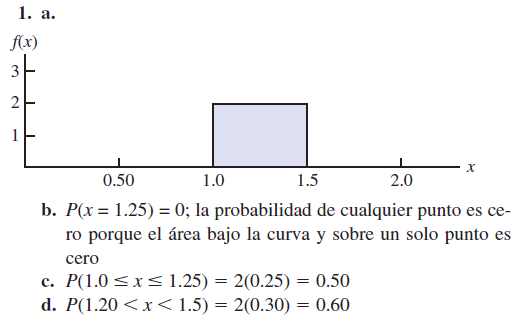 1. a.
f(x)
3
2
1
0.50 1.0 1.5 2.0 x
b. P(x = 1.25) = 0; la probabilidad de cualquier punto es ce-
ro porque el área bajo la curva y sobre un solo punto es
cero
c. P(1.0 ≤ x ≤ 1.25) = 2(0.25) = 0.50
d. P(1.20 < x < 1.5) = 2(0.30) = 0.60